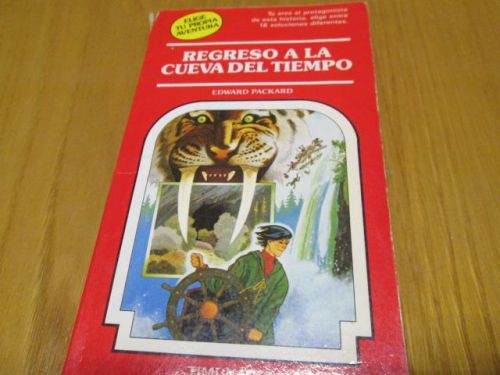 ELIGE
TU PROPIA
AVENTURA
Tú eres el protagonista
de esta historia, elige entre
18 soluciones diferentes.
REGRESO A LA
CUEVA DEL TIEMPO
EDWARD PACKARD